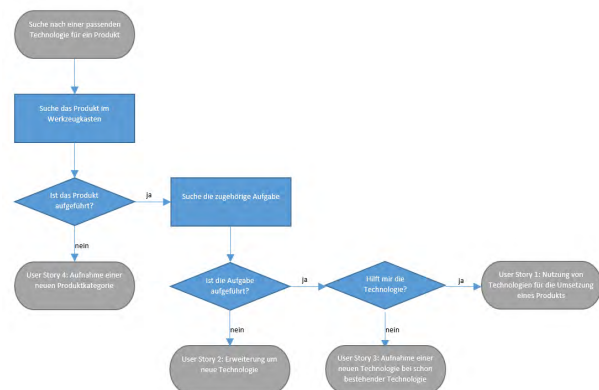 Suche nach einer passenden
Technologie für ein Produkt
Suche das Produkt im
Werkzeugkasten
Ist das Produkt
aufgeführt?
ja
Suche die zugehörige Aufgabe
nein
User Story 4: Aufnahme einer
neuen Produktkategorie
Ist die Aufgabe
aufgeführt?
ja
Hilft mir die
Technologie?
ja
User Story 1: Nutzung von
Technologien für die Umsetzung
eines Produkts
nein
nein
User Story 2: Erweiterung um
neue Technologie
User Story 3: Aufnahme einer
neuen Technologie bei schon
bestehender Technologie